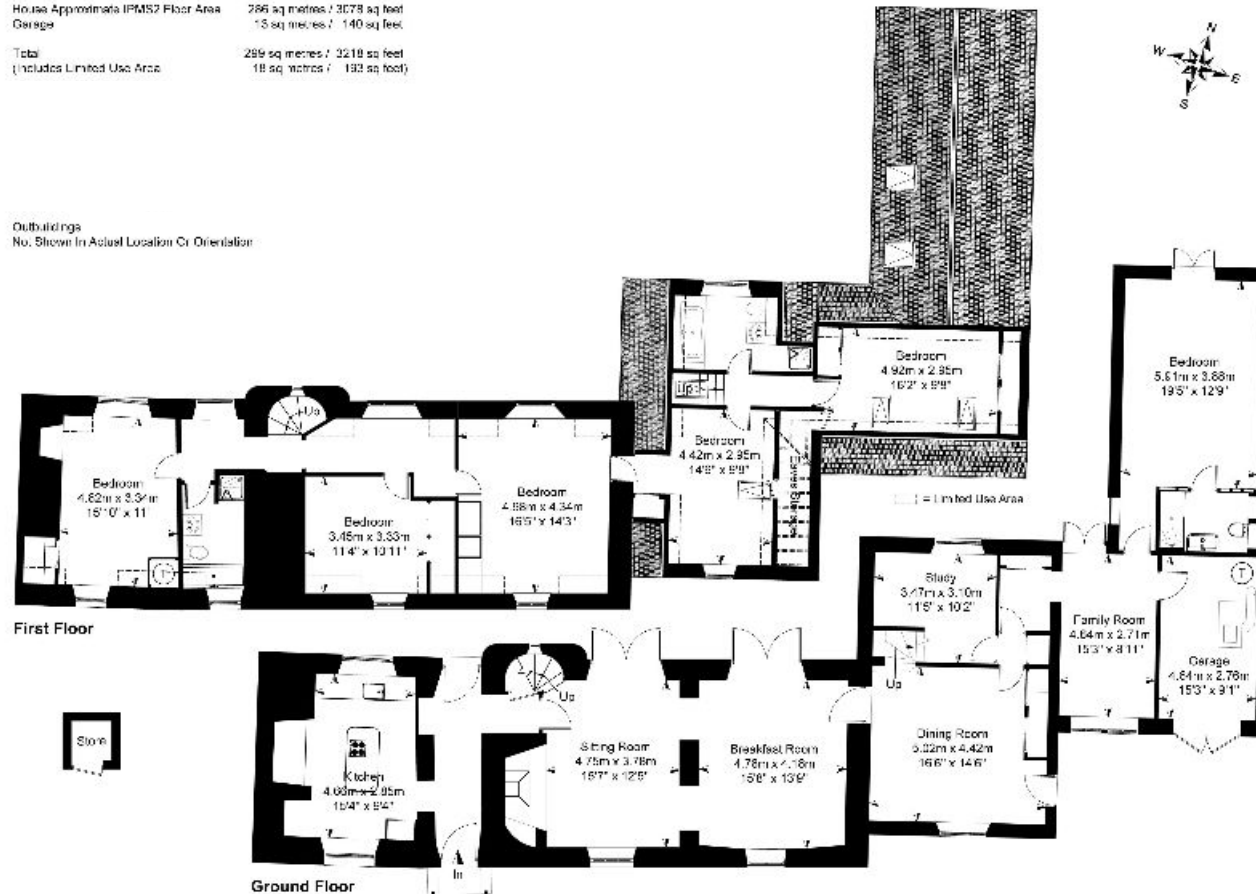 House Approximate IPMS2 Floor Area 286 sq metres / 3078 sq feet
Garage 13 sq metres / 140 sq feet
Total 299 sq metres / 3218 sq feet
(Includes Limited Use Area 18 sq metres / 193 sq feet)
N
W
E
S
Outbuildings
Not Shown In Actual Location Or Orientation
Up
Bedroom
4.82m x 3.34m
15'10" x 11'
T
Bedroom
3.45m x 3.33m
11'4" x 10'11"
Bedroom
4.98m x 4.34m
16'5" x 14'3"
Up
Bedroom
4.42m x 2.95m
14'6" x 9'8"
Eaves Storage
Bedroom
4.92m x 2.95m
16'2" x 9'8"
= Limited Use Area
First Floor
Bedroom
5.91m x 3.88m
19'5" x 12'9"
Study
3.47m x 3.10m
11'5" x 10'2"
Family Room
4.64m x 2.71m
15'3" x 8'11"
T
Garage
4.64m x 2.76m
15'3" x 9'1"
Up
Dining Room
5.02m x 4.42m
16'6" x 14'6"
Store
Up
Kitchen
4.66m x 2.85m
15'4" x 9'4"
Sitting Room
4.75m x 3.78m
15'7" x 12'5"
Breakfast Room
4.78m x 4.18m
15'8" x 13'9"
In
Ground Floor